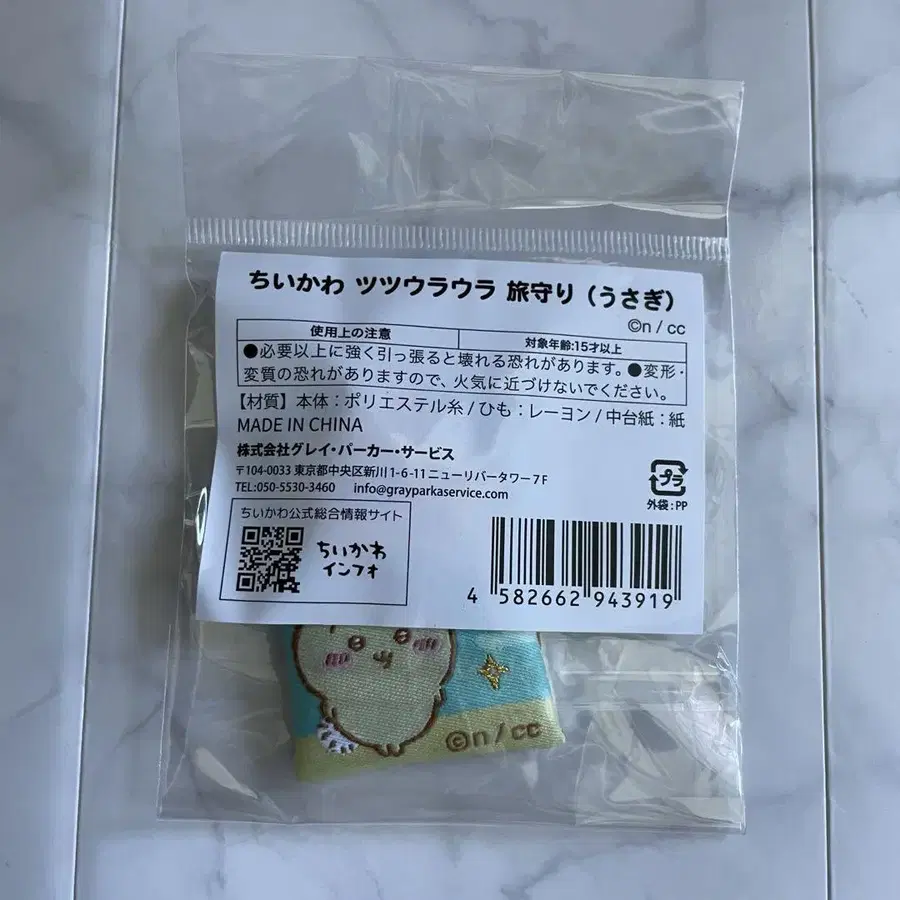 ちいかわ ツツウラウラ 旅守り（うさぎ）
©n / cc
使用上の注意
対象年齢:15才以上
●必要以上に強く引っ張ると壊れる恐れがあります。●変形・
変質の恐れがありますので、火気に近づけないでください。
【材質】本体：ポリエステル糸 / ひも：レーヨン / 中台紙：紙
MADE IN CHINA
株式会社グレイ・パーカー・サービス
〒104-0033 東京都中央区新川1-6-11ニューリバータワー7F
TEL:050-5530-3460 info@grayparkaservice.com
プラ
外袋：PP
ちいかわ公式総合情報サイト
ちいかわ
インフォ
4 582662 943919
©n / cc